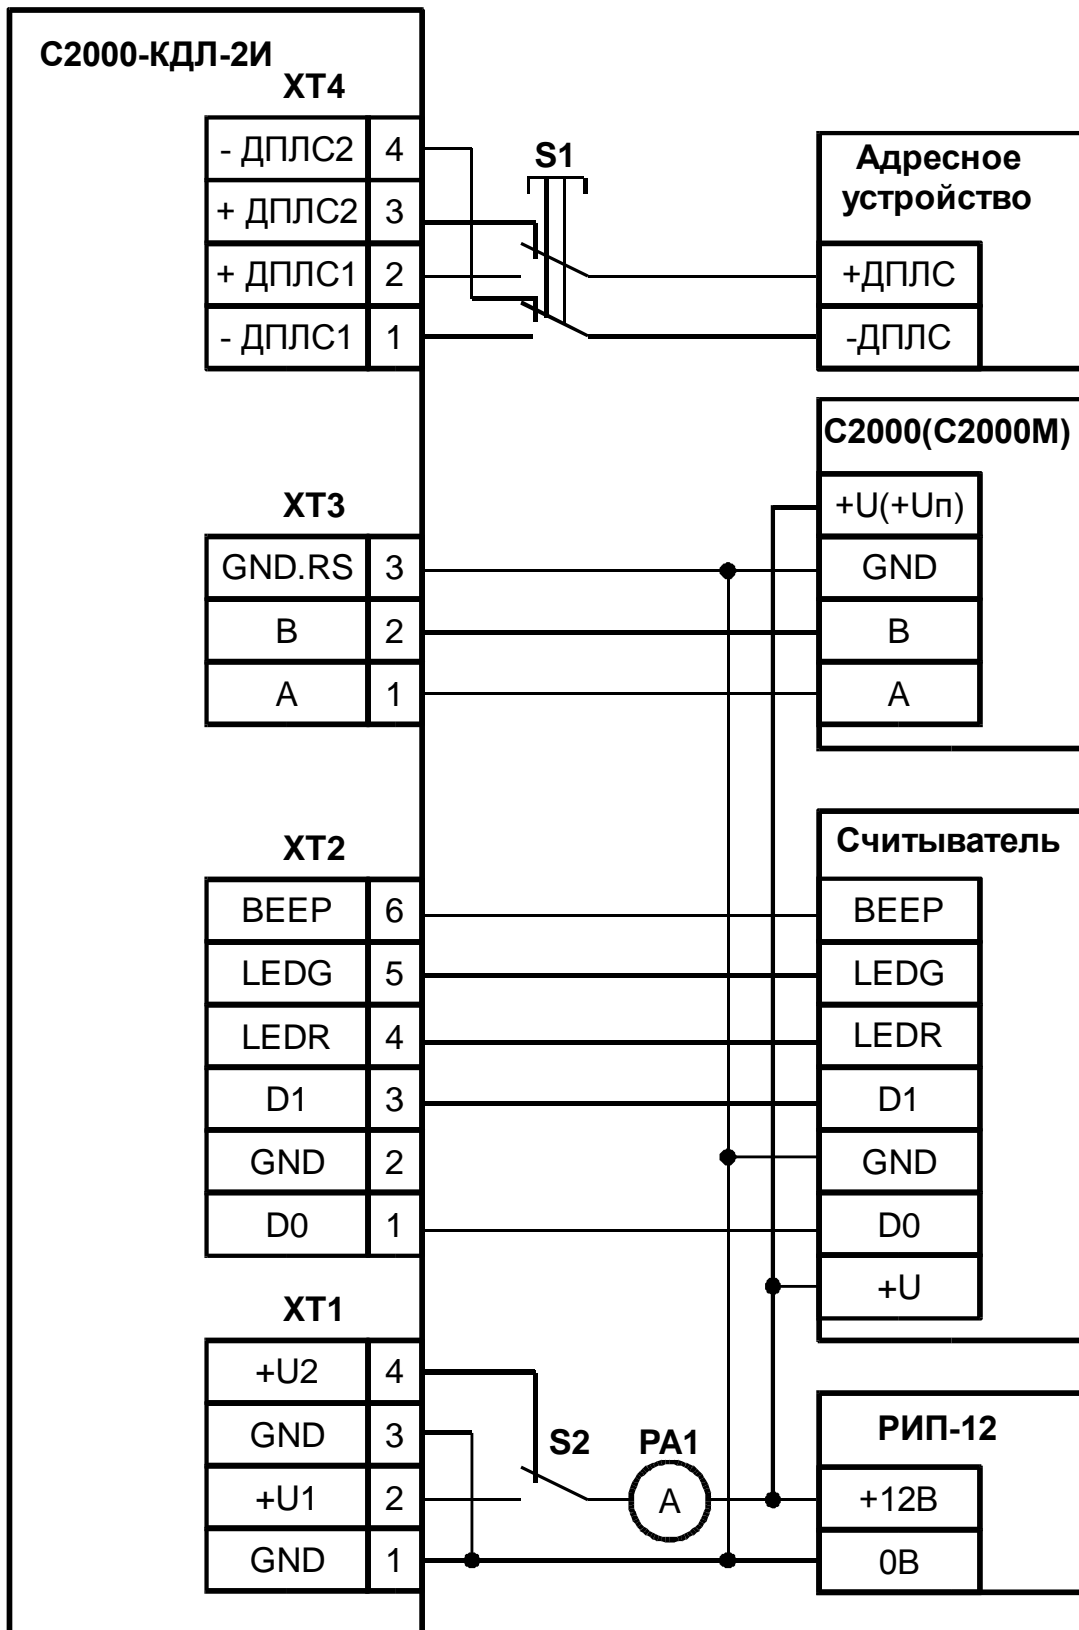 С2000-КДЛ-2И
XT4
- ДПЛС2 4
+ ДПЛС2 3
+ ДПЛС1 2
- ДПЛС1 1
S1
Адресное
устройство
+ДПЛС
-ДПЛС
С2000(С2000М)
+U(+Uп)
GND
B
A
XT3
GND.RS 3
B 2
A 1
XT2
BEEP 6
LEDG 5
LEDR 4
D1 3
GND 2
D0 1
Считыватель
BEEP
LEDG
LEDR
D1
GND
D0
+U
XT1
+U2 4
GND 3
+U1 2
GND 1
S2
PA1
A
РИП-12
+12В
0В